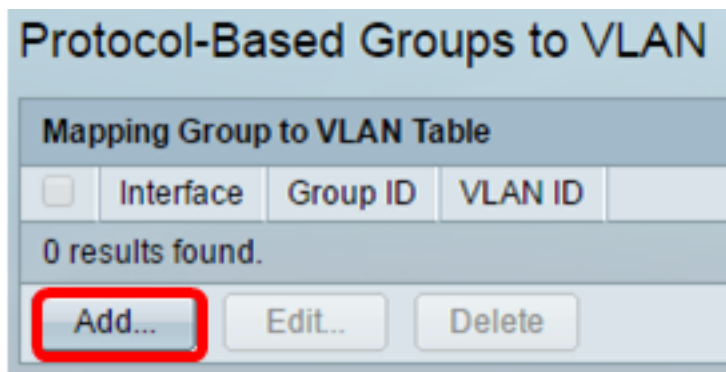 Protocol-Based Groups to VLAN
Mapping Group to VLAN Table
Interface Group ID VLAN ID
0 results found.
Add... Edit... Delete